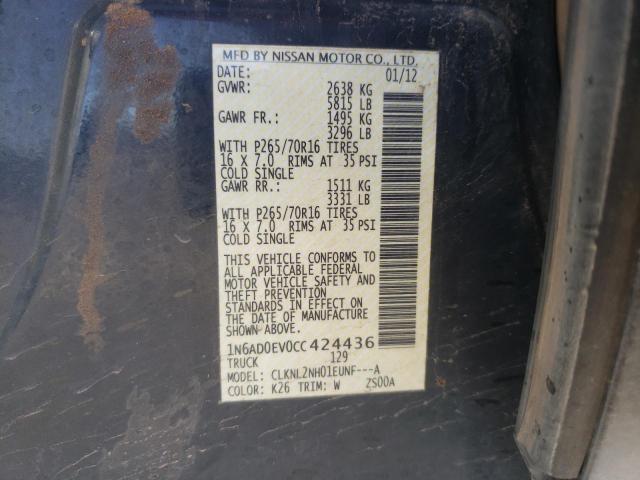 MFD BY NISSAN MOTOR CO., LTD.
DATE: 01/12
GVWR: 2638 KG
5815 LB
GAWR FR.: 1495 KG
3296 LB
WITH P265/70R16 TIRES
16 X 7.0 RIMS AT 35 PSI
COLD SINGLE
GAWR RR.: 1511 KG
3331 LB
WITH P265/70R16 TIRES
16 X 7.0 RIMS AT 35 PSI
COLD SINGLE
THIS VEHICLE CONFORMS TO
ALL APPLICABLE FEDERAL
MOTOR VEHICLE SAFETY AND
THEFT PREVENTION
STANDARDS IN EFFECT ON
THE DATE OF MANUFACTURE
SHOWN ABOVE.
1N6AD0EV0CC424436
TRUCK 129
MODEL: CLKNL2NH01EUNF---A
COLOR: K26 TRIM: W ZS00A